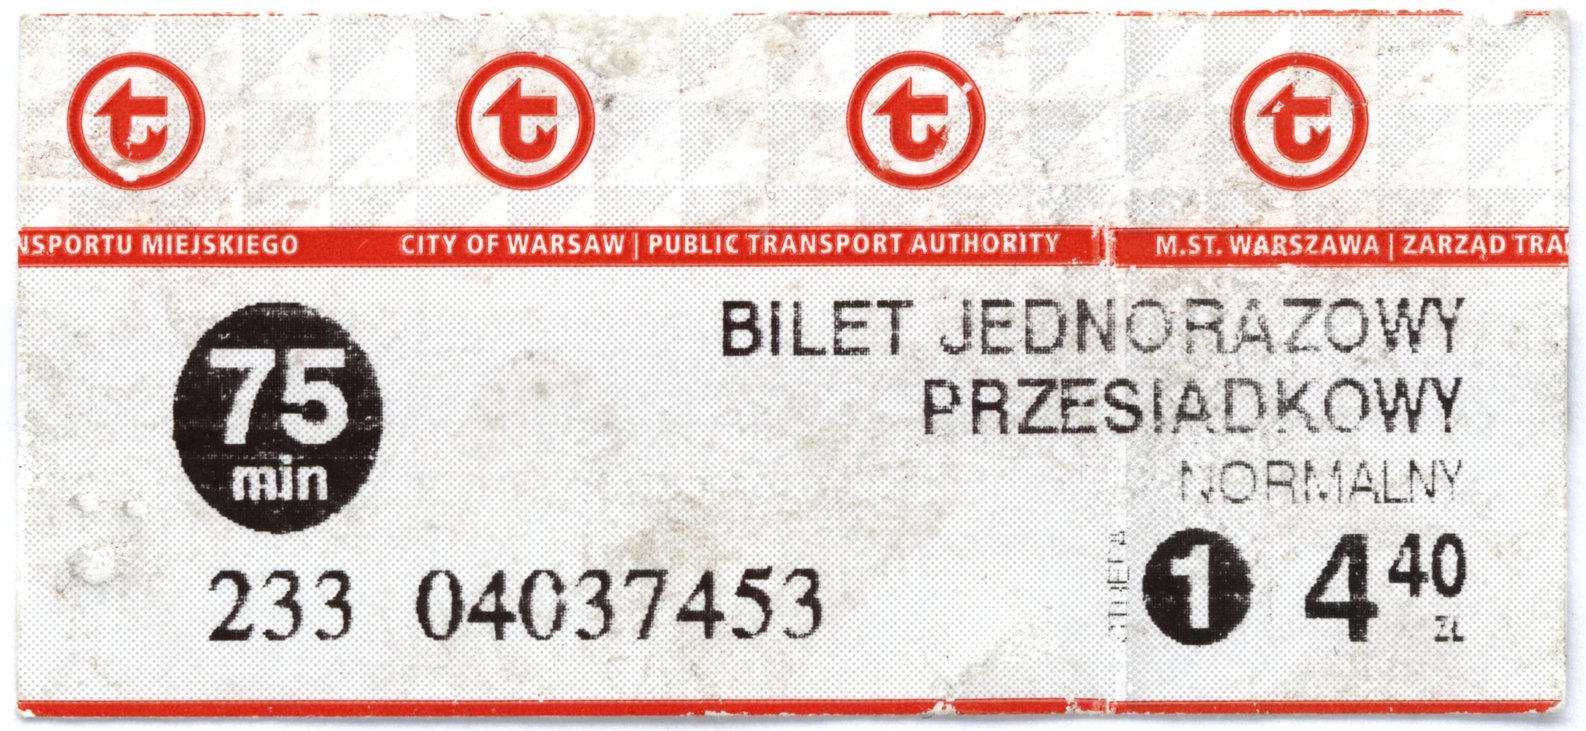 NSPORTU MIEJSKIEGO CITY OF WARSAW | PUBLIC TRANSPORT AUTHORITY M.ST. WARSZAWA | ZARZĄD TRA
BILET JEDNORAZOWY
PRZESIADKOWY
NORMALNY
75
min
STREFA
1
4 40
ZŁ
233 04037453